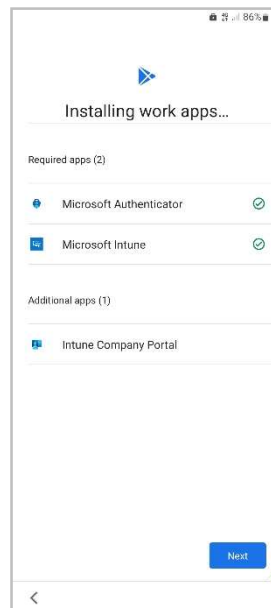 86%
Installing work apps...
Required apps (2)
Microsoft Authenticator
Microsoft Intune
Additional apps (1)
Intune Company Portal
Next